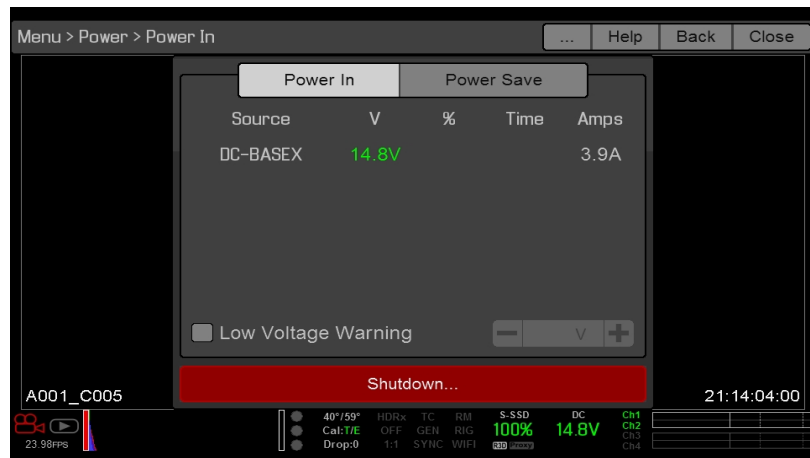 Menu > Power > Power In
...
Help
Back
Close
Power In
Power Save
Source V % Time Amps
DC-BASEX 14.8V 3.9A
Low Voltage Warning
V
Shutdown...
A001_C005
21:14:04:00
23.98FPS
40°/59° HDRx TC RM S-SSD DC Ch1
Cal:T/E OFF GEN RIG 100% 14.8V Ch2
Drop:0 1:1 SYNC WIFI R3D Proxy Ch3
Ch4